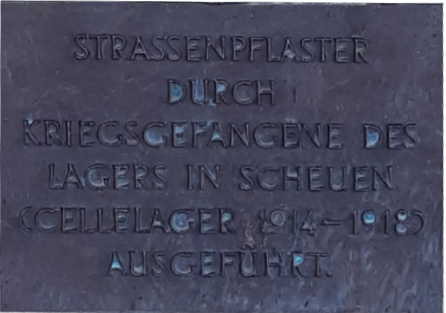 STRASSENPFLASTER
DURCH
KRIEGSGEFANGENE DES
LAGERS IN SCHEUEN
(CELLELAGER 1914-1918)
AUSGEFÜHRT.